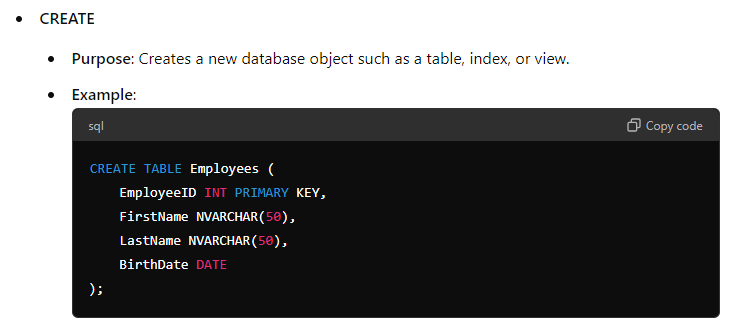 CREATE
Purpose: Creates a new database object such as a table, index, or view.
Example:
sql
Copy code
CREATE TABLE Employees (
    EmployeeID INT PRIMARY KEY,
    FirstName NVARCHAR(50),
    LastName NVARCHAR(50),
    BirthDate DATE
);